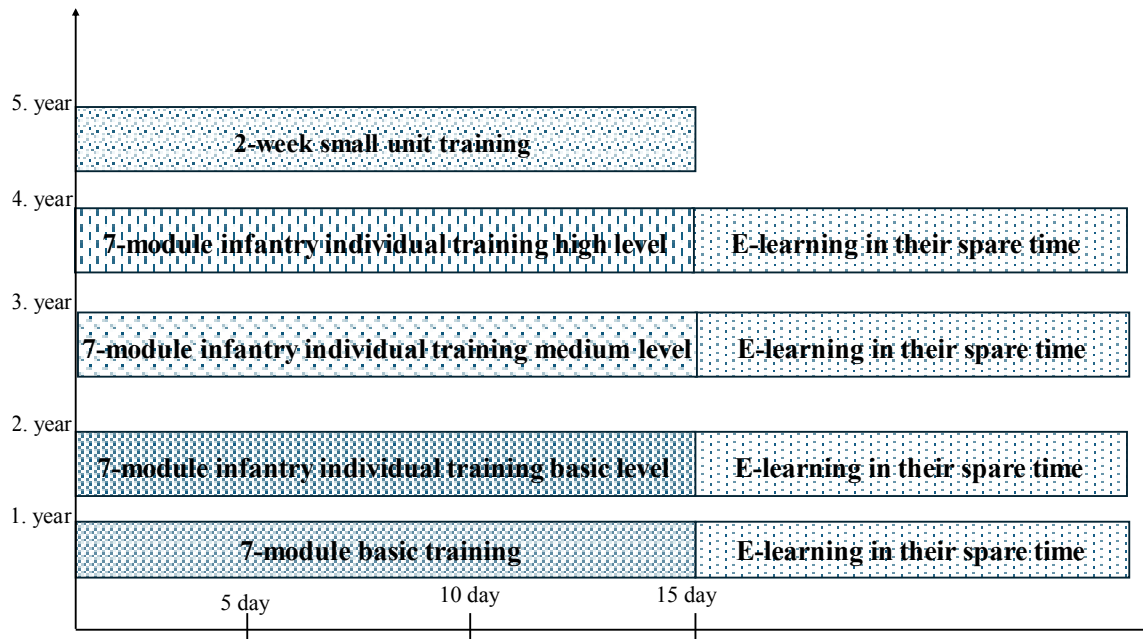 5. year
2-week small unit training
4. year
7-module infantry individual training high level
E-learning in their spare time
3. year
7-module infantry individual training medium level
E-learning in their spare time
2. year
7-module infantry individual training basic level
E-learning in their spare time
1. year
7-module basic training
E-learning in their spare time
5 day
10 day
15 day